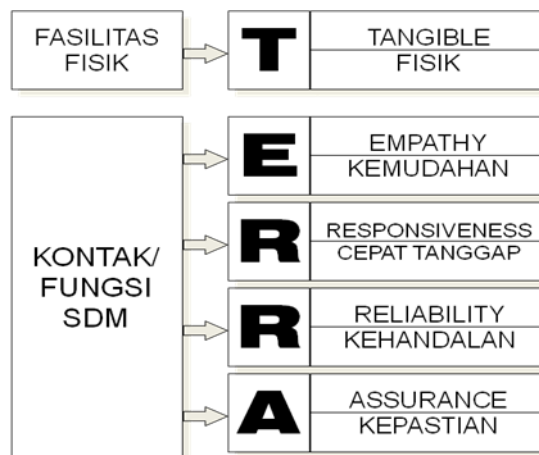 FASILITAS
FISIK
T
TANGIBLE
FISIK
KONTAK/
FUNGSI
SDM
E
EMPATHY
KEMUDAHAN
R
RESPONSIVENESS
CEPAT TANGGAP
R
RELIABILITY
KEHANDALAN
A
ASSURANCE
KEPASTIAN